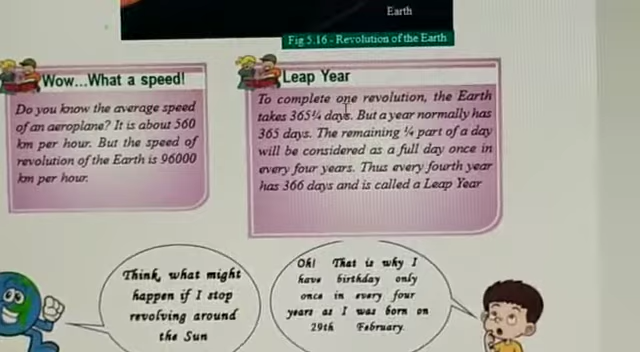 Earth
Fig 5.16 - Revolution of the Earth
Wow...What a speed!
Do you know the average speed
of an aeroplane? It is about 560
km per hour. But the speed of
revolution of the Earth is 96000
km per hour.
Leap Year
To complete one revolution, the Earth
takes 365¼ days. But a year normally has
365 days. The remaining ¼ part of a day
will be considered as a full day once in
every four years. Thus every fourth year
has 366 days and is called a Leap Year
Think, what might
happen if I stop
revolving around
the Sun
Oh! That is why I
have birthday only
once in every four
years as I was born on
29th February.